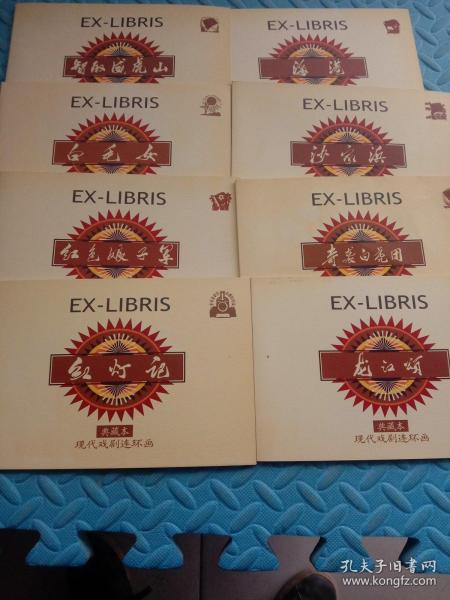 EX-LIBRIS
智取威虎山
EX-LIBRIS
海港
EX-LIBRIS
白毛女
EX-LIBRIS
沙家浜
EX-LIBRIS
红色娘子军
EX-LIBRIS
奇袭白虎团
EX-LIBRIS
红灯记
典藏本
现代戏剧连环画
EX-LIBRIS
龙江颂
典藏本
现代戏剧连环画
孔夫子旧书网
www.kongfz.com